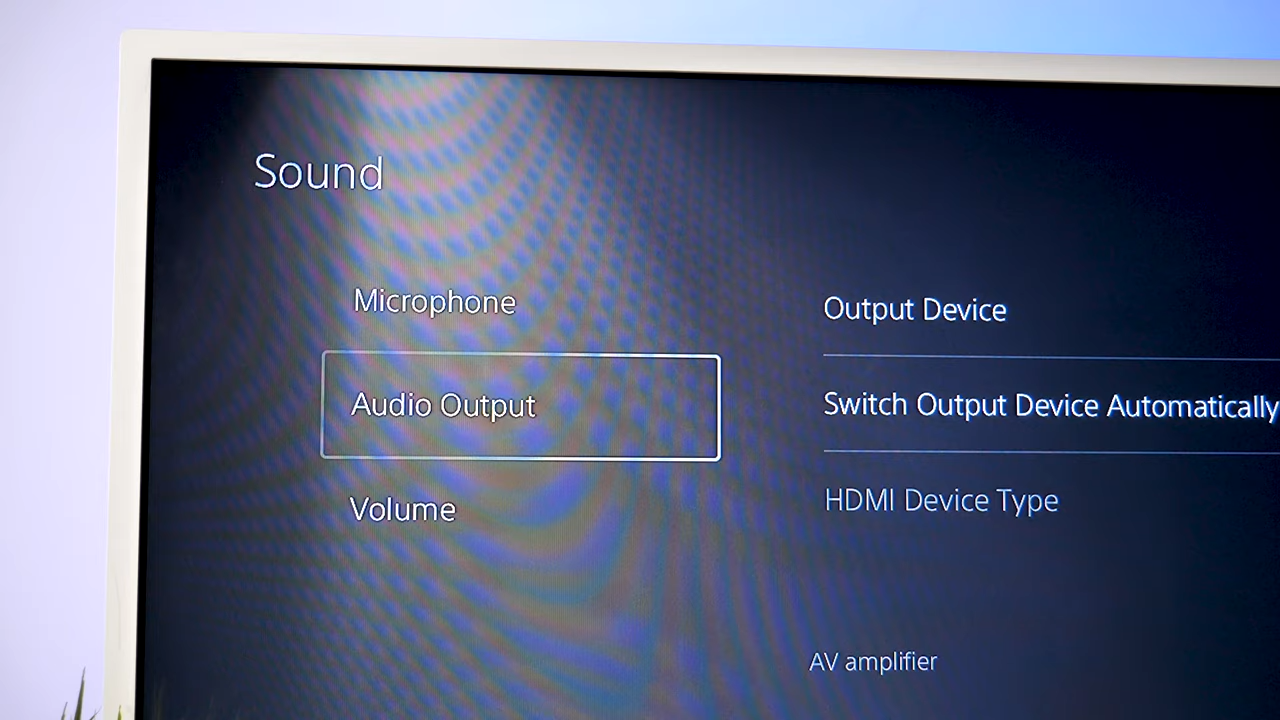 Sound
Microphone
Audio Output
Volume
Output Device
Switch Output Device Automatically
HDMI Device Type
AV amplifier